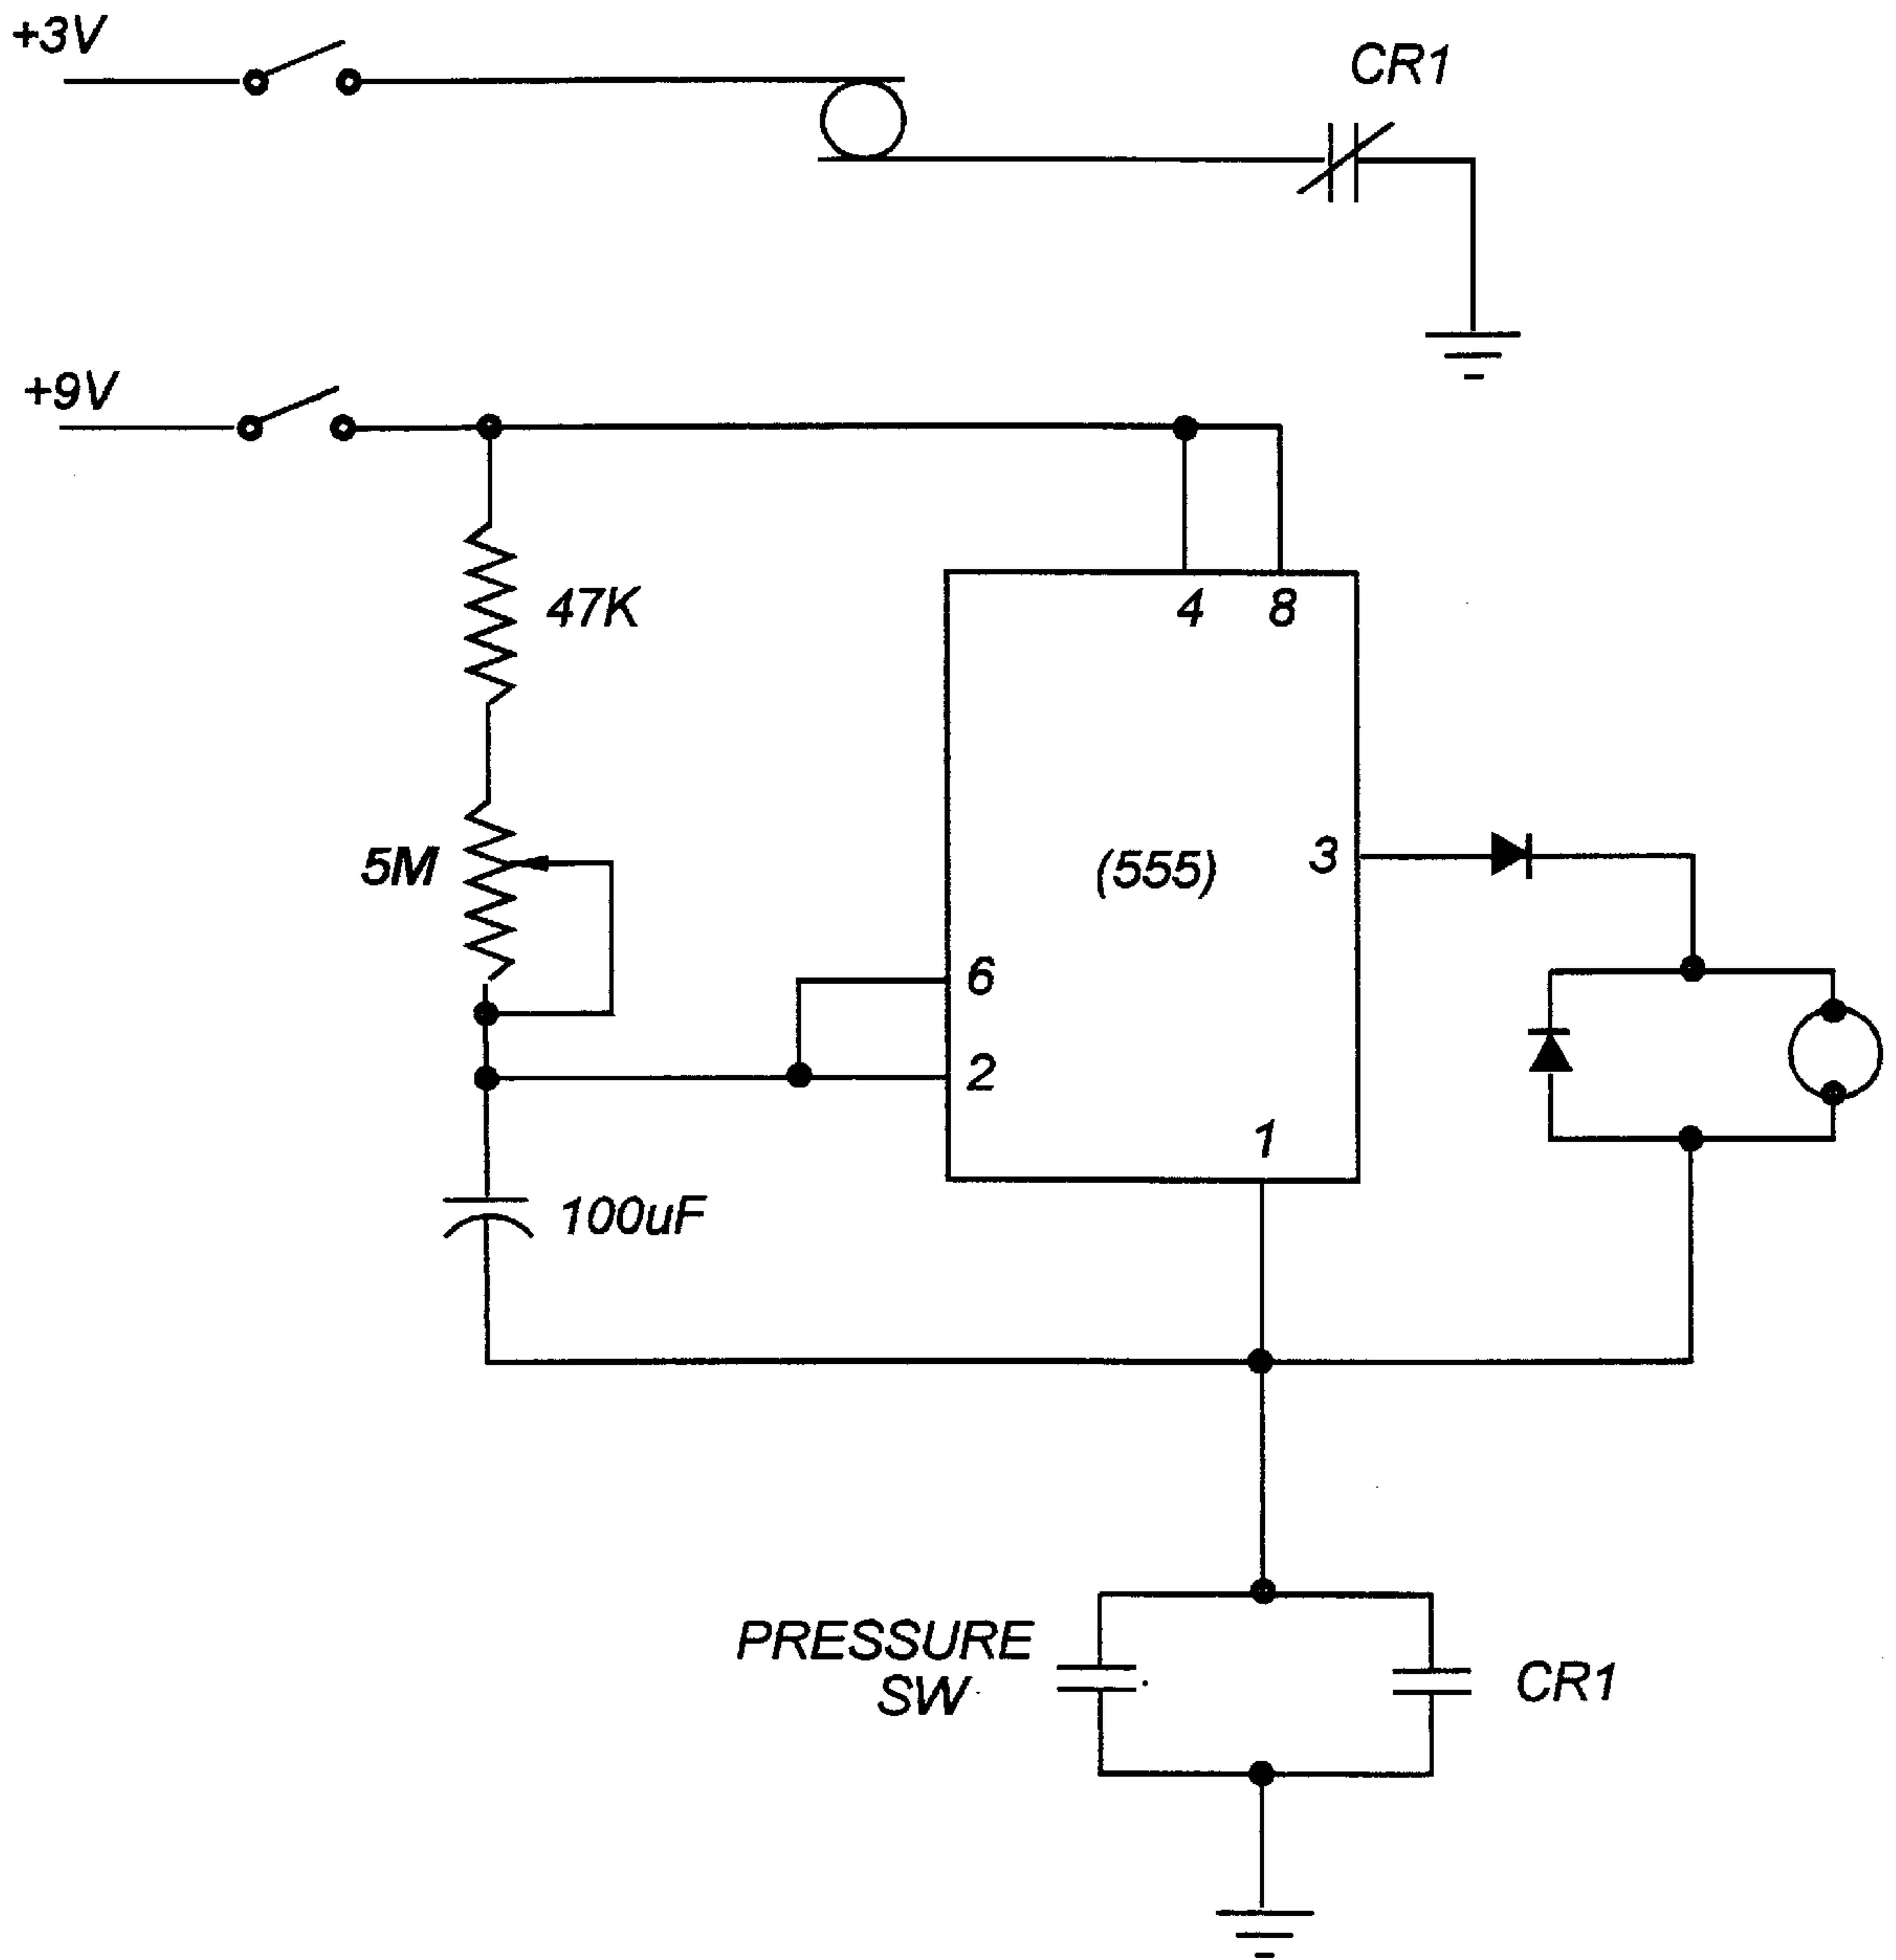 +3V
CR1
+9V
47K
4 8
5M
(555)
3
6
2
1
100uF
PRESSURE
SW
CR1